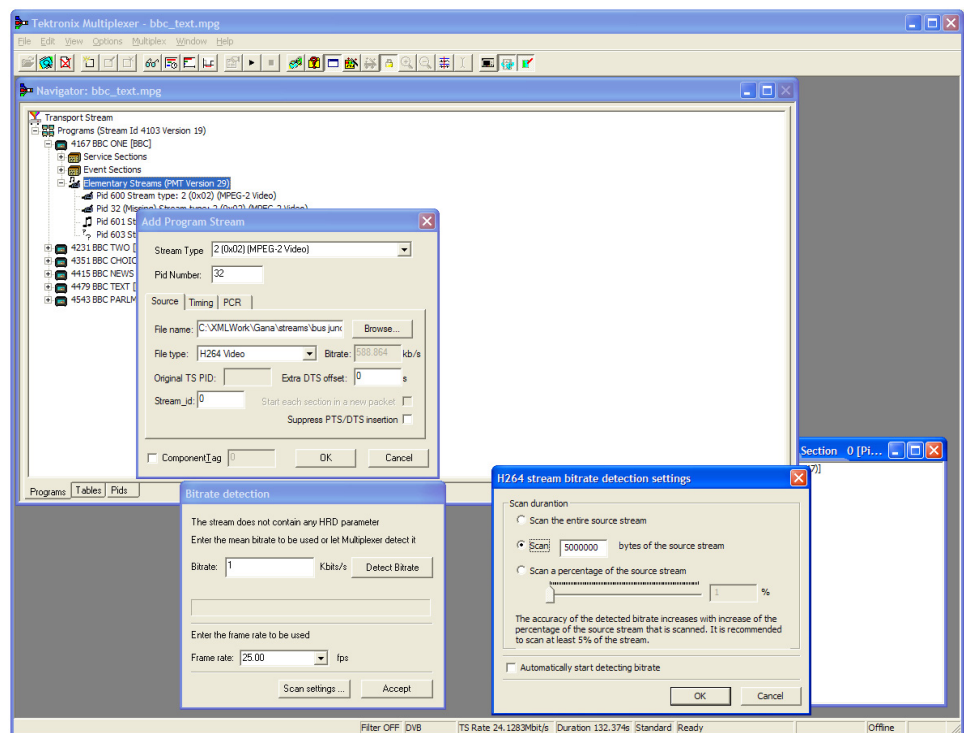 Tektronix Multiplexer - bbc_text.mpg
File Edit View Options Multiplex Window Help
Navigator: bbc_text.mpg
Transport Stream
Programs (Stream Id 4103 Version 19)
4167 BBC ONE [BBC]
Service Sections
Event Sections
Elementary Streams (PMT Version 29)
Pid 600 Stream type: 2 (0x02) (MPEG-2 Video)
Pid 32 (Missing) Stream type: 2 (0x02) (MPEG-2 Video)
Pid 601 St
Pid 603 St
4231 BBC TWO [
4351 BBC CHOIC
4415 BBC NEWS
4479 BBC TEXT [
4543 BBC PARLM
Programs Tables Pids
Add Program Stream
Stream Type 2 (0x02) (MPEG-2 Video)
Pid Number: 32
Source Timing PCR
File name: C:\XMLWork\Gana\streams\bus junc Browse...
File type: H264 Video Bitrate: 588.864 kb/s
Original TS PID: Extra DTS offset: 0 s
Stream_id: 0 Start each section in a new packet
Suppress PTS/DTS insertion
ComponentTag 0 OK Cancel
Section 0 [Pi...
Bitrate detection
The stream does not contain any HRD parameter
Enter the mean bitrate to be used or let Multiplexer detect it
Bitrate: 1 Kbits/s Detect Bitrate
Enter the frame rate to be used
Frame rate: 25.00 fps
Scan settings ... Accept
H264 stream bitrate detection settings
Scan durantion
Scan the entire source stream
Scan 5000000 bytes of the source stream
Scan a percentage of the source stream
1 %
The accuracy of the detected bitrate increases with increase of the
percentage of the source stream that is scanned. It is recommended
to scan at least 5% of the stream.
Automatically start detecting bitrate
OK Cancel
Filter OFF DVB TS Rate 24.1283Mbit/s Duration 132.374s Standard Ready Offline